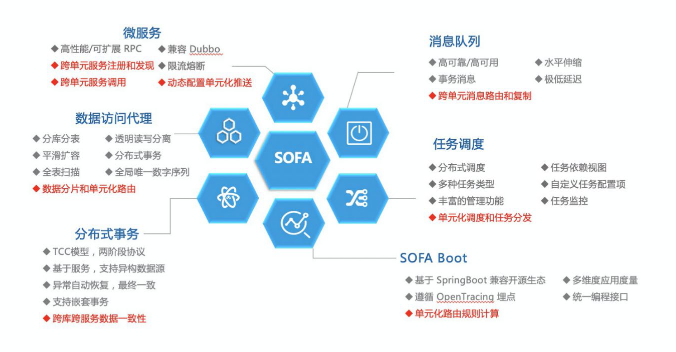 微服务
高性能/可扩展 RPC
兼容 Dubbo
跨单元服务注册和发现
限流熔断
跨单元服务调用
动态配置单元化推送
消息队列
高可靠/高可用
水平伸缩
事务消息
极低延迟
跨单元消息路由和复制
数据访问代理
分库分表
透明读写分离
平滑扩容
分布式事务
全表扫描
全局唯一数字序列
数据分片和单元化路由
SOFA
任务调度
分布式调度
任务依赖视图
多种任务类型
自定义任务配置项
丰富的管理功能
任务监控
单元化调度和任务分发
分布式事务
TCC模型，两阶段协议
基于服务，支持异构数据源
异常自动恢复，最终一致
支持嵌套事务
跨库跨服务数据一致性
SOFA Boot
基于 SpringBoot 兼容开源生态
多维度应用度量
遵循 OpenTracing 埋点
统一编程接口
单元化路由规则计算